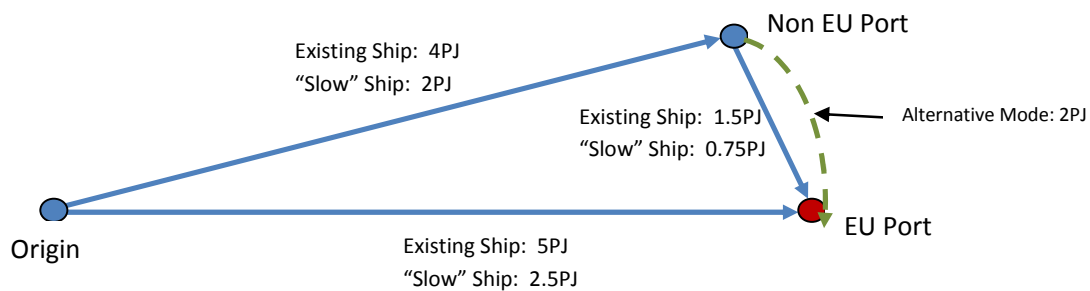 Non EU Port
Existing Ship: 4PJ
“Slow” Ship: 2PJ
Existing Ship: 1.5PJ
“Slow” Ship: 0.75PJ
Alternative Mode: 2PJ
Origin
EU Port
Existing Ship: 5PJ
“Slow” Ship: 2.5PJ